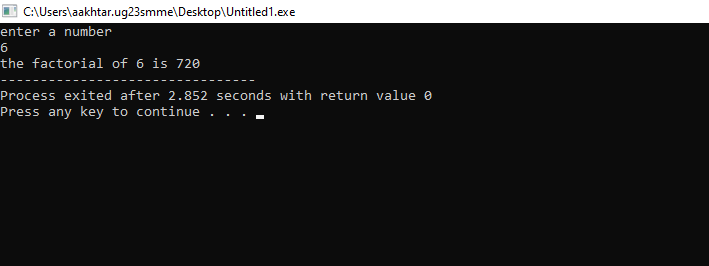 C:\Users\aakhtar.ug23smme\Desktop\Untitled1.exe
enter a number
6
the factorial of 6 is 720
--------------------------------
Process exited after 2.852 seconds with return value 0
Press any key to continue . . .